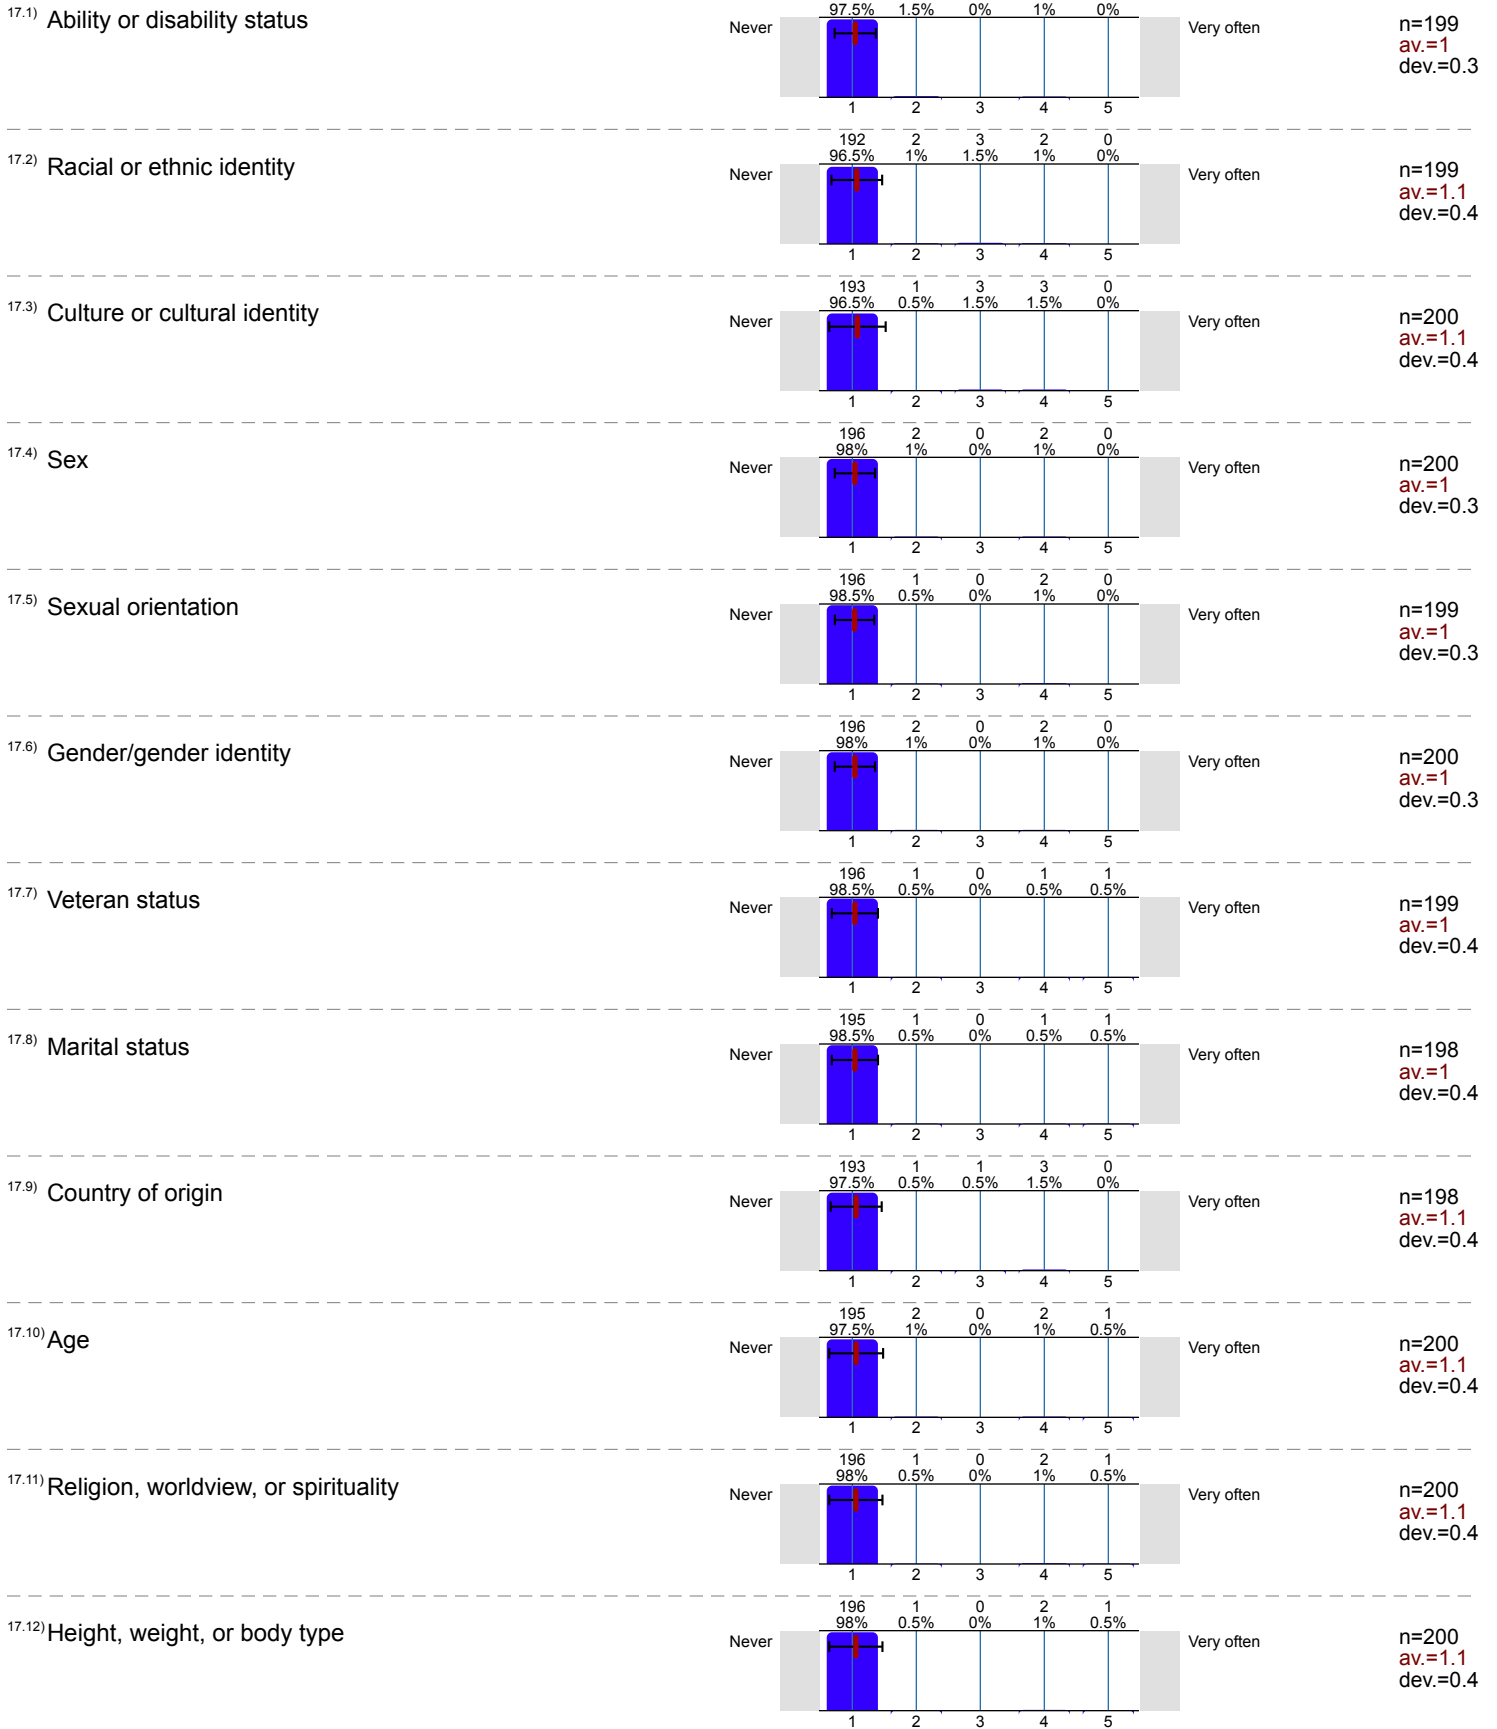 17.1) Ability or disability status
97.5% 1.5% 0% 1% 0%
Never Very often
n=199
av.=1
dev.=0.3
1 2 3 4 5
17.2) Racial or ethnic identity
192 2 3 2 0
96.5% 1% 1.5% 1% 0%
Never Very often
n=199
av.=1.1
dev.=0.4
1 2 3 4 5
17.3) Culture or cultural identity
193 1 3 3 0
96.5% 0.5% 1.5% 1.5% 0%
Never Very often
n=200
av.=1.1
dev.=0.4
1 2 3 4 5
17.4) Sex
196 2 0 2 0
98% 1% 0% 1% 0%
Never Very often
n=200
av.=1
dev.=0.3
1 2 3 4 5
17.5) Sexual orientation
196 1 0 2 0
98.5% 0.5% 0% 1% 0%
Never Very often
n=199
av.=1
dev.=0.3
1 2 3 4 5
17.6) Gender/gender identity
196 2 0 2 0
98% 1% 0% 1% 0%
Never Very often
n=200
av.=1
dev.=0.3
1 2 3 4 5
17.7) Veteran status
196 1 0 1 1
98.5% 0.5% 0% 0.5% 0.5%
Never Very often
n=199
av.=1
dev.=0.4
1 2 3 4 5
17.8) Marital status
195 1 0 1 1
98.5% 0.5% 0% 0.5% 0.5%
Never Very often
n=198
av.=1
dev.=0.4
1 2 3 4 5
17.9) Country of origin
193 1 1 3 0
97.5% 0.5% 0.5% 1.5% 0%
Never Very often
n=198
av.=1.1
dev.=0.4
1 2 3 4 5
17.10) Age
195 2 0 2 1
97.5% 1% 0% 1% 0.5%
Never Very often
n=200
av.=1.1
dev.=0.4
1 2 3 4 5
17.11) Religion, worldview, or spirituality
196 1 0 2 1
98% 0.5% 0% 1% 0.5%
Never Very often
n=200
av.=1.1
dev.=0.4
1 2 3 4 5
17.12) Height, weight, or body type
196 1 0 2 1
98% 0.5% 0% 1% 0.5%
Never Very often
n=200
av.=1.1
dev.=0.4
1 2 3 4 5